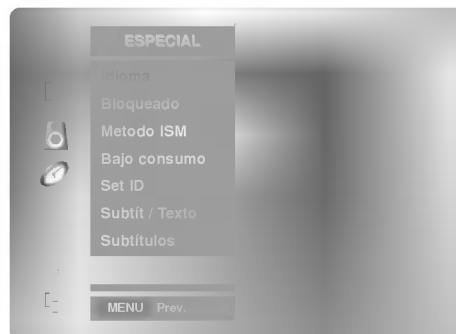 ESPECIAL
Idioma
Bloqueado
Metodo ISM
Bajo consumo
Set ID
Subtít / Texto
Subtítulos
MENU Prev.